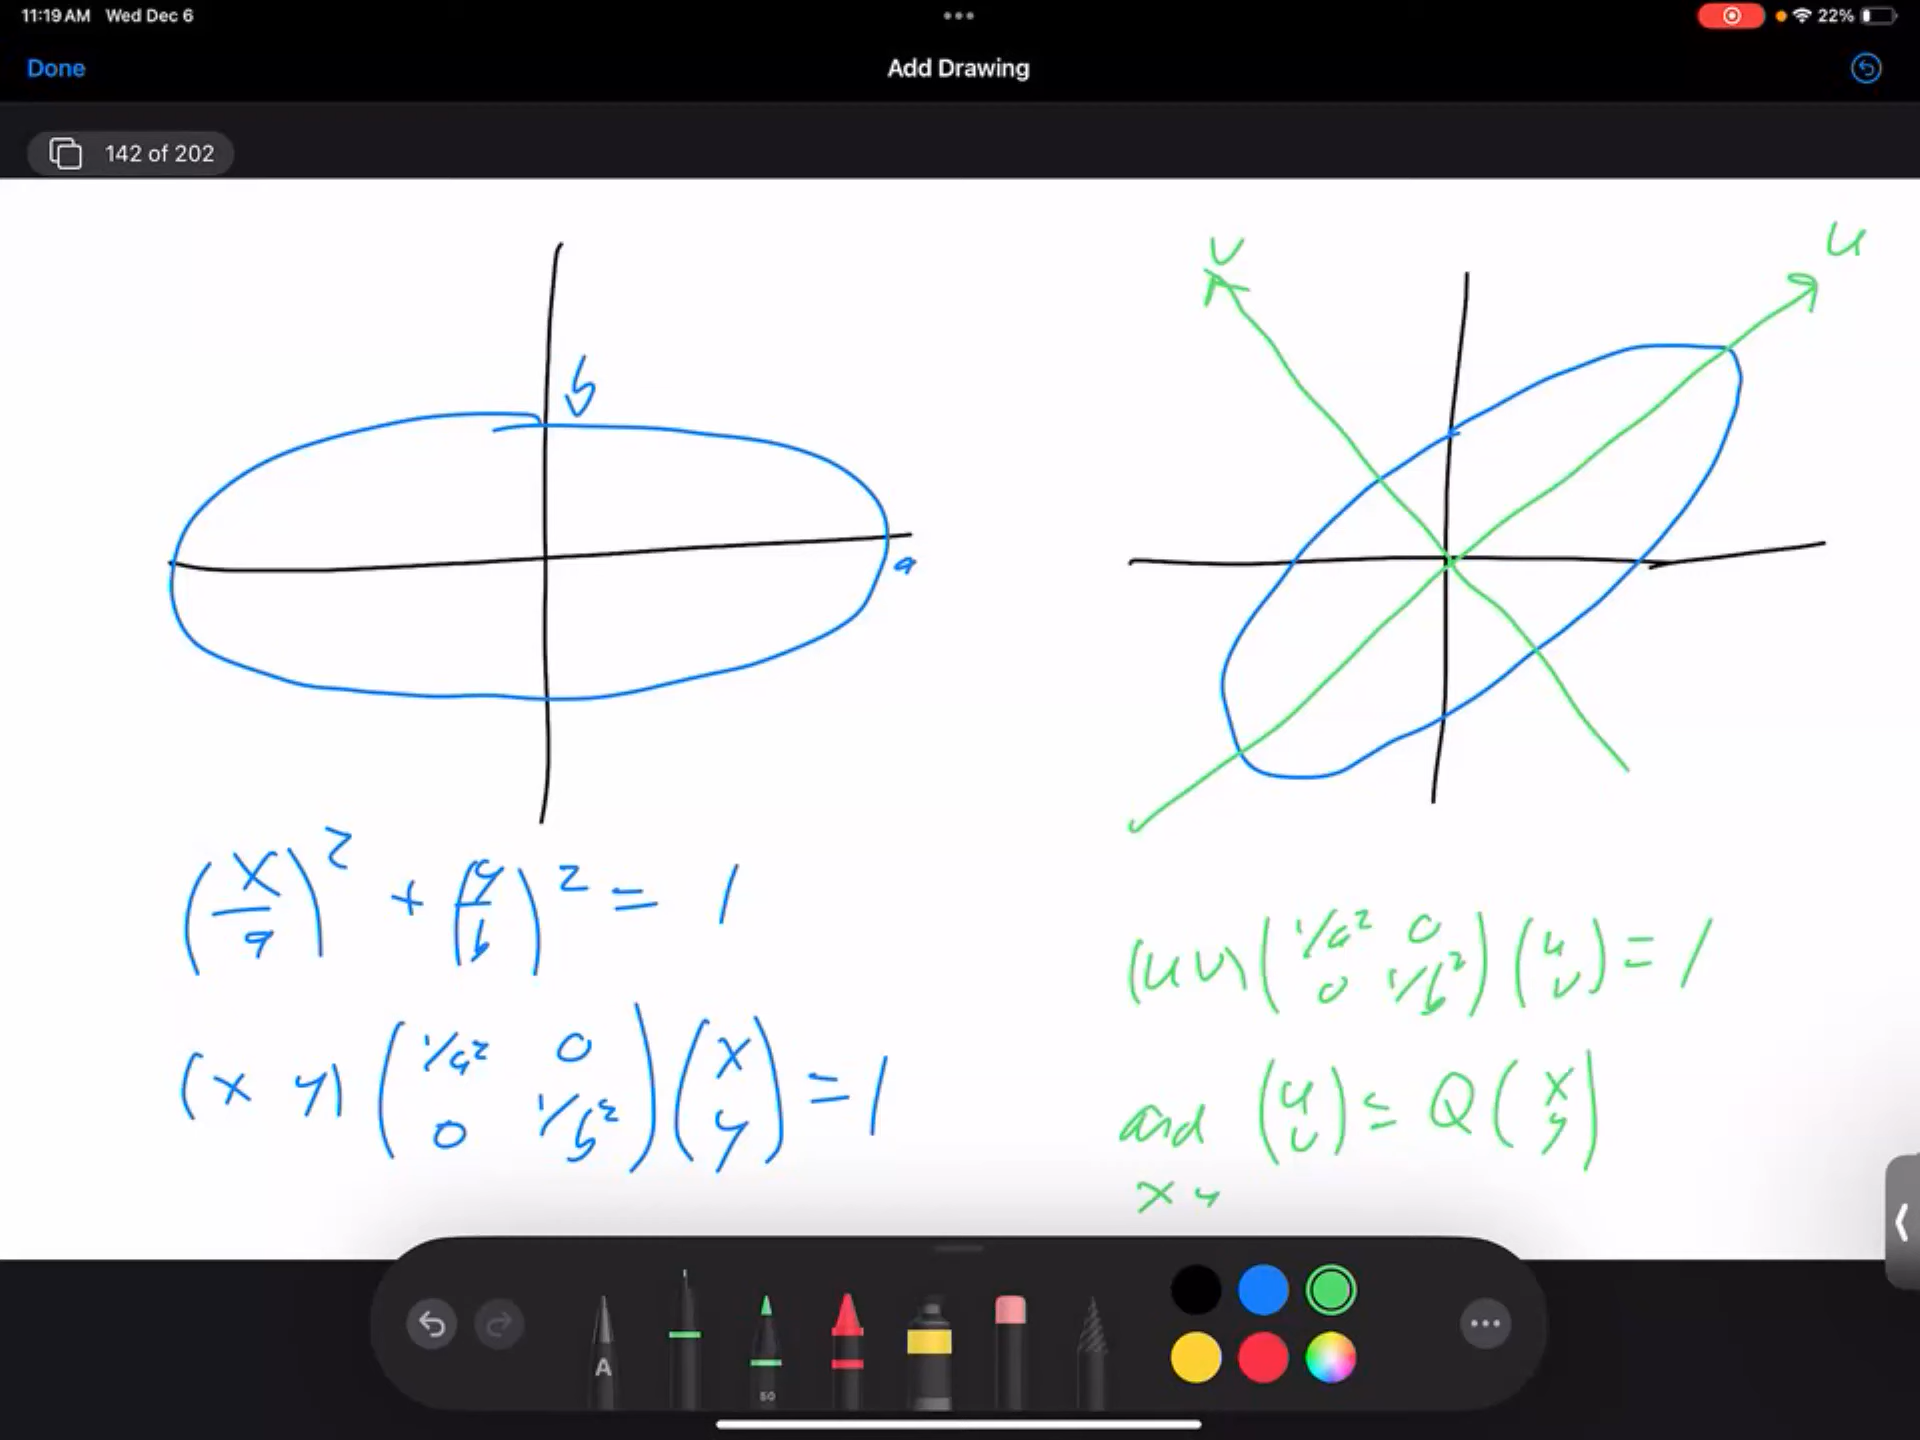 11:19 AM Wed Dec 6
22%
Done
Add Drawing
142 of 202
b
a
v
u
(x/a)² + (y/b)² = 1
(x y) (1/a² 0
0 1/b²) (x
y) = 1
(u v) (1/a² 0
0 1/b²) (u
v) = 1
and (u
v) = Q (x
y)
x y
A
50